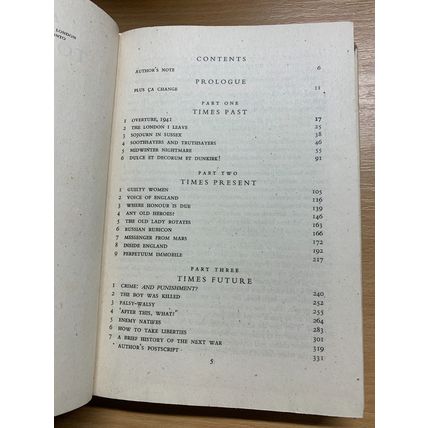 LONDON
NTO
CONTENTS
AUTHOR'S NOTE 6
PROLOGUE
PLUS ÇA CHANGE 11
PART ONE
TIMES PAST
1 OVERTURE, 1941 17
2 THE LONDON I LEAVE 25
3 SOJOURN IN SUSSEX 38
4 SOOTHSAYERS AND TRUTHSAYERS 46
5 MIDWINTER NIGHTMARE 55
6 DULCE ET DECORUM ET DUNKIRK! 91
PART TWO
TIMES PRESENT
1 GUILTY WOMEN 105
2 VOICE OF ENGLAND 116
3 WHERE HONOUR IS DUE 139
4 ANY OLD HEROES? 145
5 THE OLD LADY ROTATES 163
6 RUSSIAN RUBICON 166
7 MESSENGER FROM MARS 172
8 INSIDE ENGLAND 192
9 PERPETUUM IMMOBILE 217
PART THREE
TIMES FUTURE
1 CRIME: AND PUNISHMENT? 240
2 THE BOY WAS KILLED 252
3 PALSY-WALSY 255
4 'AFTER THIS, WHAT?' 264
5 ENEMY NATIVES 283
6 HOW TO TAKE LIBERTIES 301
7 A BRIEF HISTORY OF THE NEXT WAR 319
AUTHOR'S POSTSCRIPT 331
5